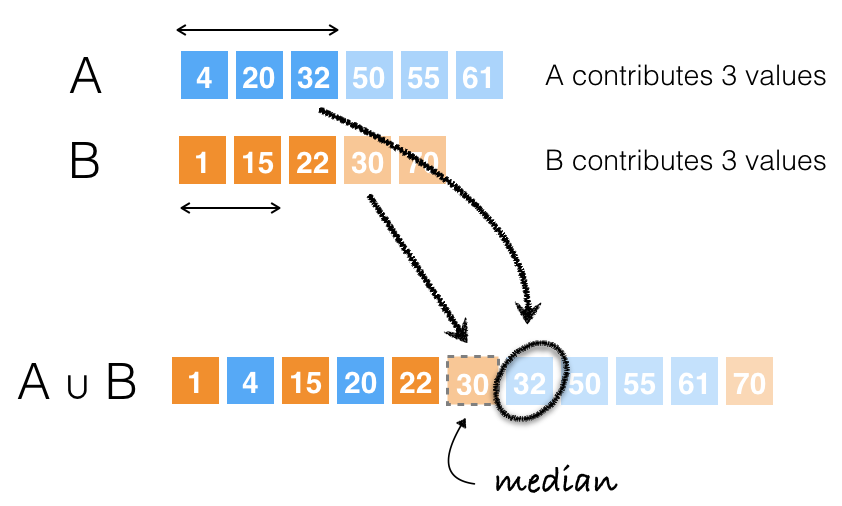 A 4 20 32 50 55 61 A contributes 3 values
B 1 15 22 30 70 B contributes 3 values
A ∪ B 1 4 15 20 22 30 32 50 55 61 70
median